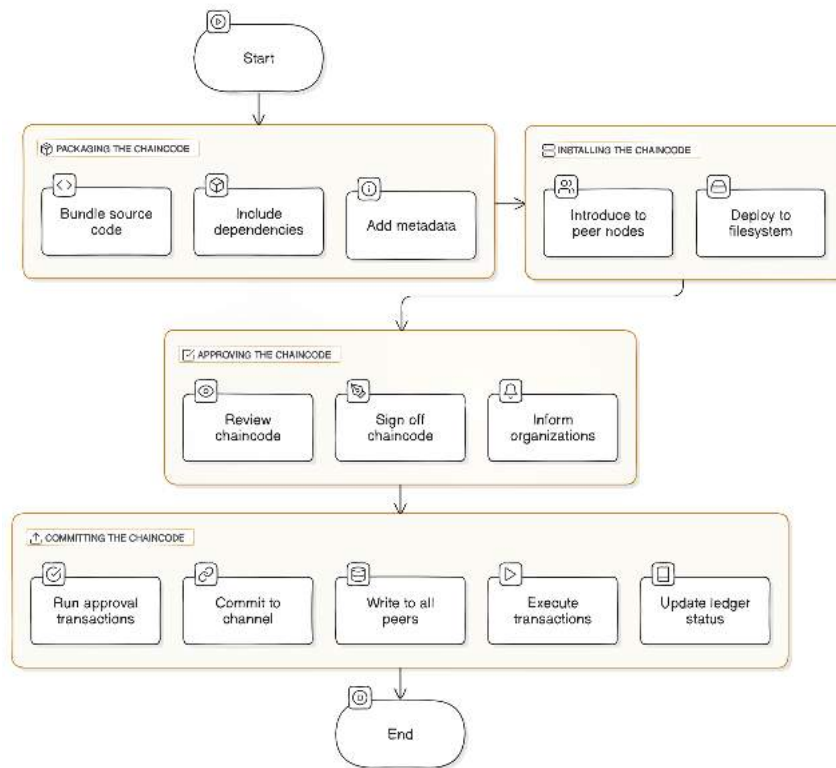 Start
PACKAGING THE CHAINCODE
Bundle source
code
Include
dependencies
Add metadata
INSTALLING THE CHAINCODE
Introduce to
peer nodes
Deploy to
filesystem
APPROVING THE CHAINCODE
Review
chaincode
Sign off
chaincode
Inform
organizations
COMMITTING THE CHAINCODE
Run approval
transactions
Commit to
channel
Write to all
peers
Execute
transactions
Update ledger
status
End